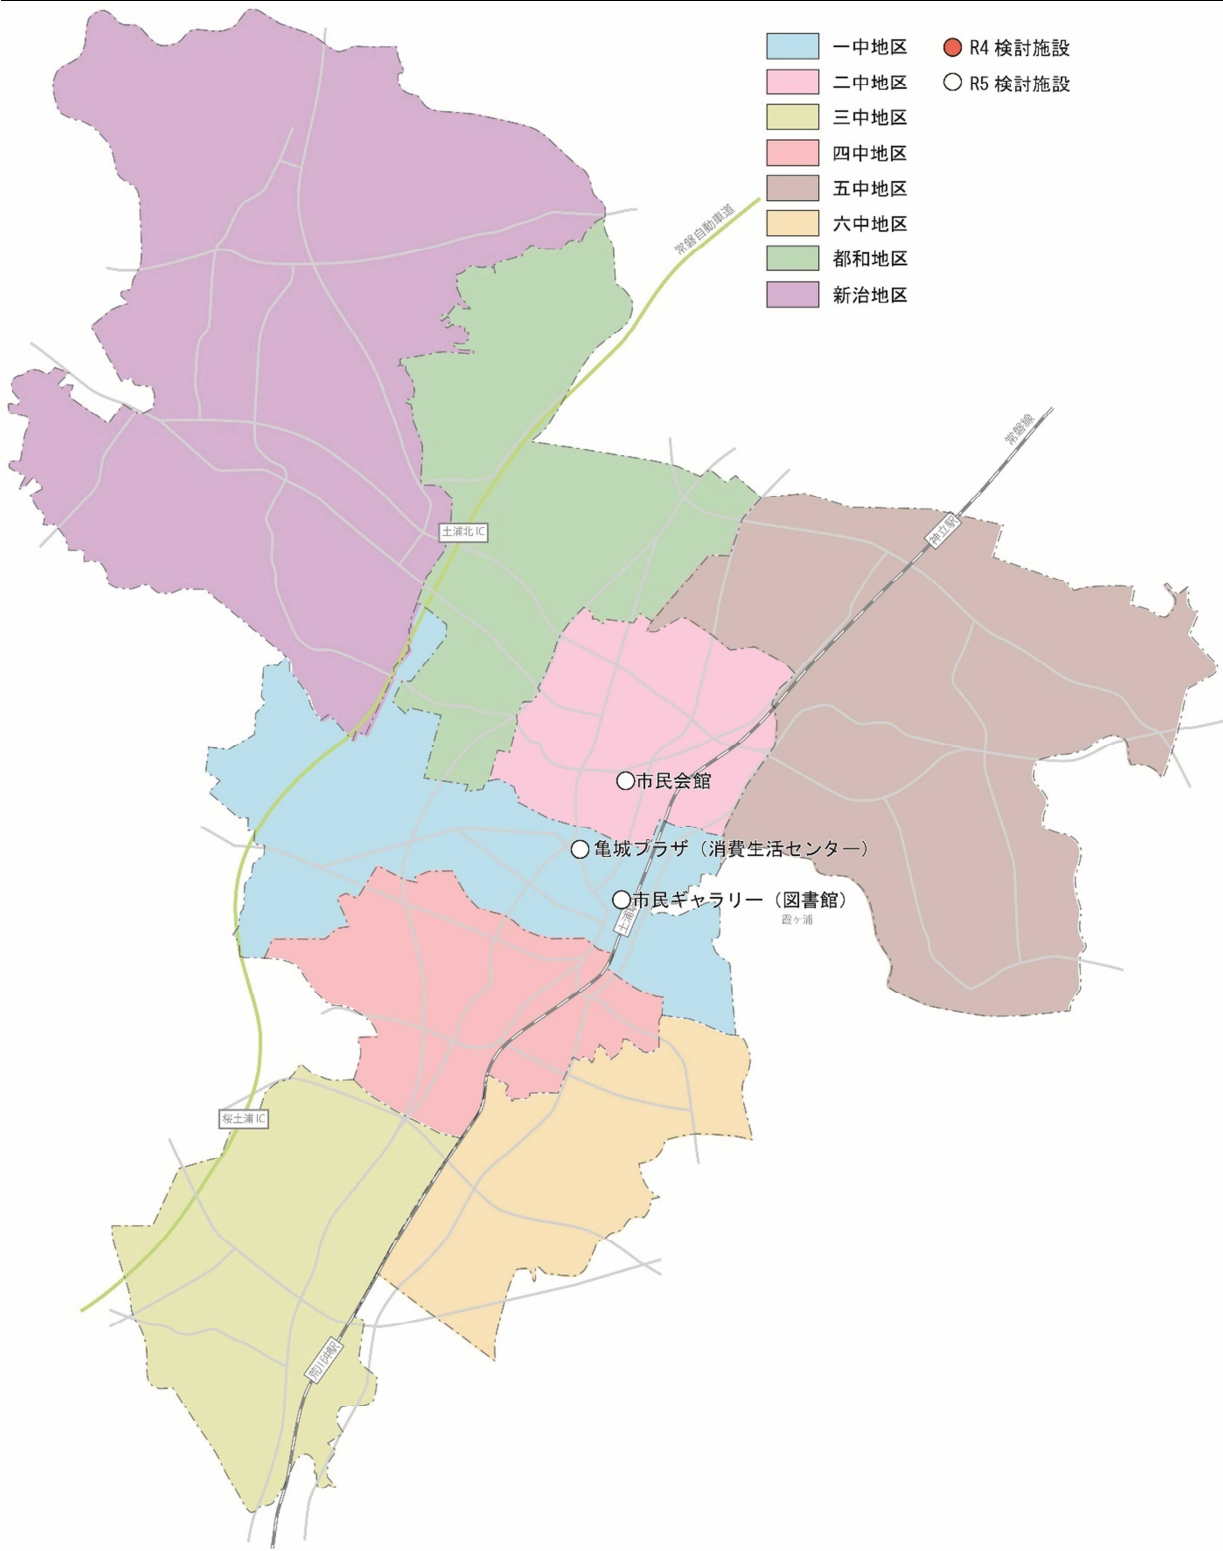 一中地区
R4 検討施設
二中地区
R5 検討施設
三中地区
四中地区
五中地区
六中地区
都和地区
新治地区
常磐自動車道
常磐線
神立駅
土浦北 IC
市民会館
亀城プラザ（消費生活センター）
市民ギャラリー（図書館）
霞ヶ浦
土浦
桜土浦 IC
荒川沖駅